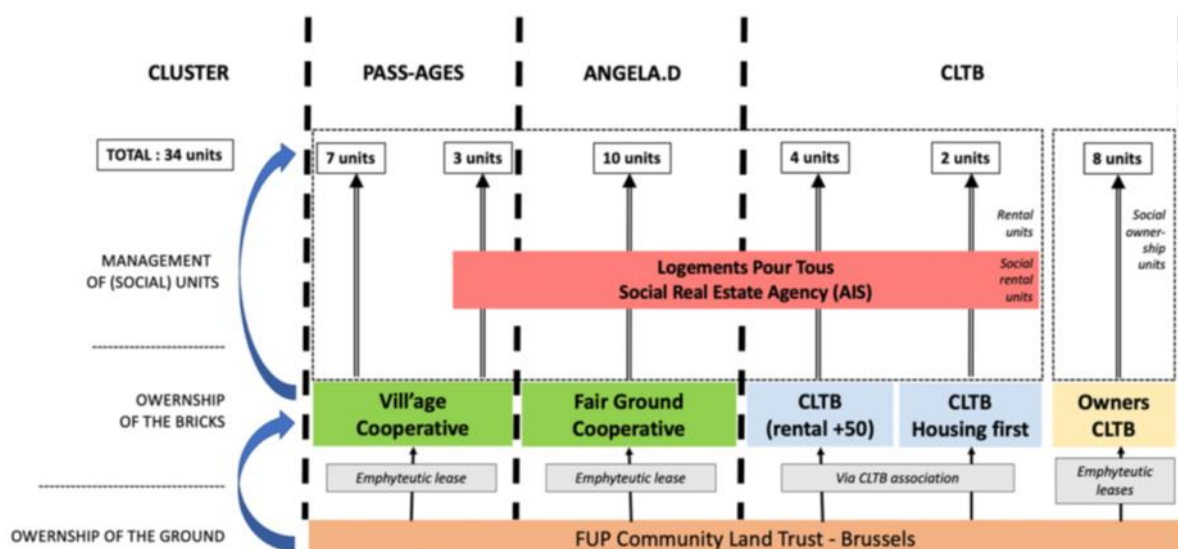 CLUSTER
PASS-AGES
ANGELA.D
CLTB
TOTAL : 34 units
7 units
3 units
10 units
4 units
2 units
8 units
Rental
units
Social
owner-
ship
units
MANAGEMENT
OF (SOCIAL) UNITS
Logements Pour Tous
Social Real Estate Agency (AIS)
Social
rental
units
OWERNSHIP
OF THE BRICKS
Vill'age
Cooperative
Fair Ground
Cooperative
CLTB
(rental +50)
CLTB
Housing first
Owners
CLTB
Emphyteutic lease
Emphyteutic lease
Via CLTB association
Emphyteutic
leases
OWERNSHIP OF THE GROUND
FUP Community Land Trust - Brussels